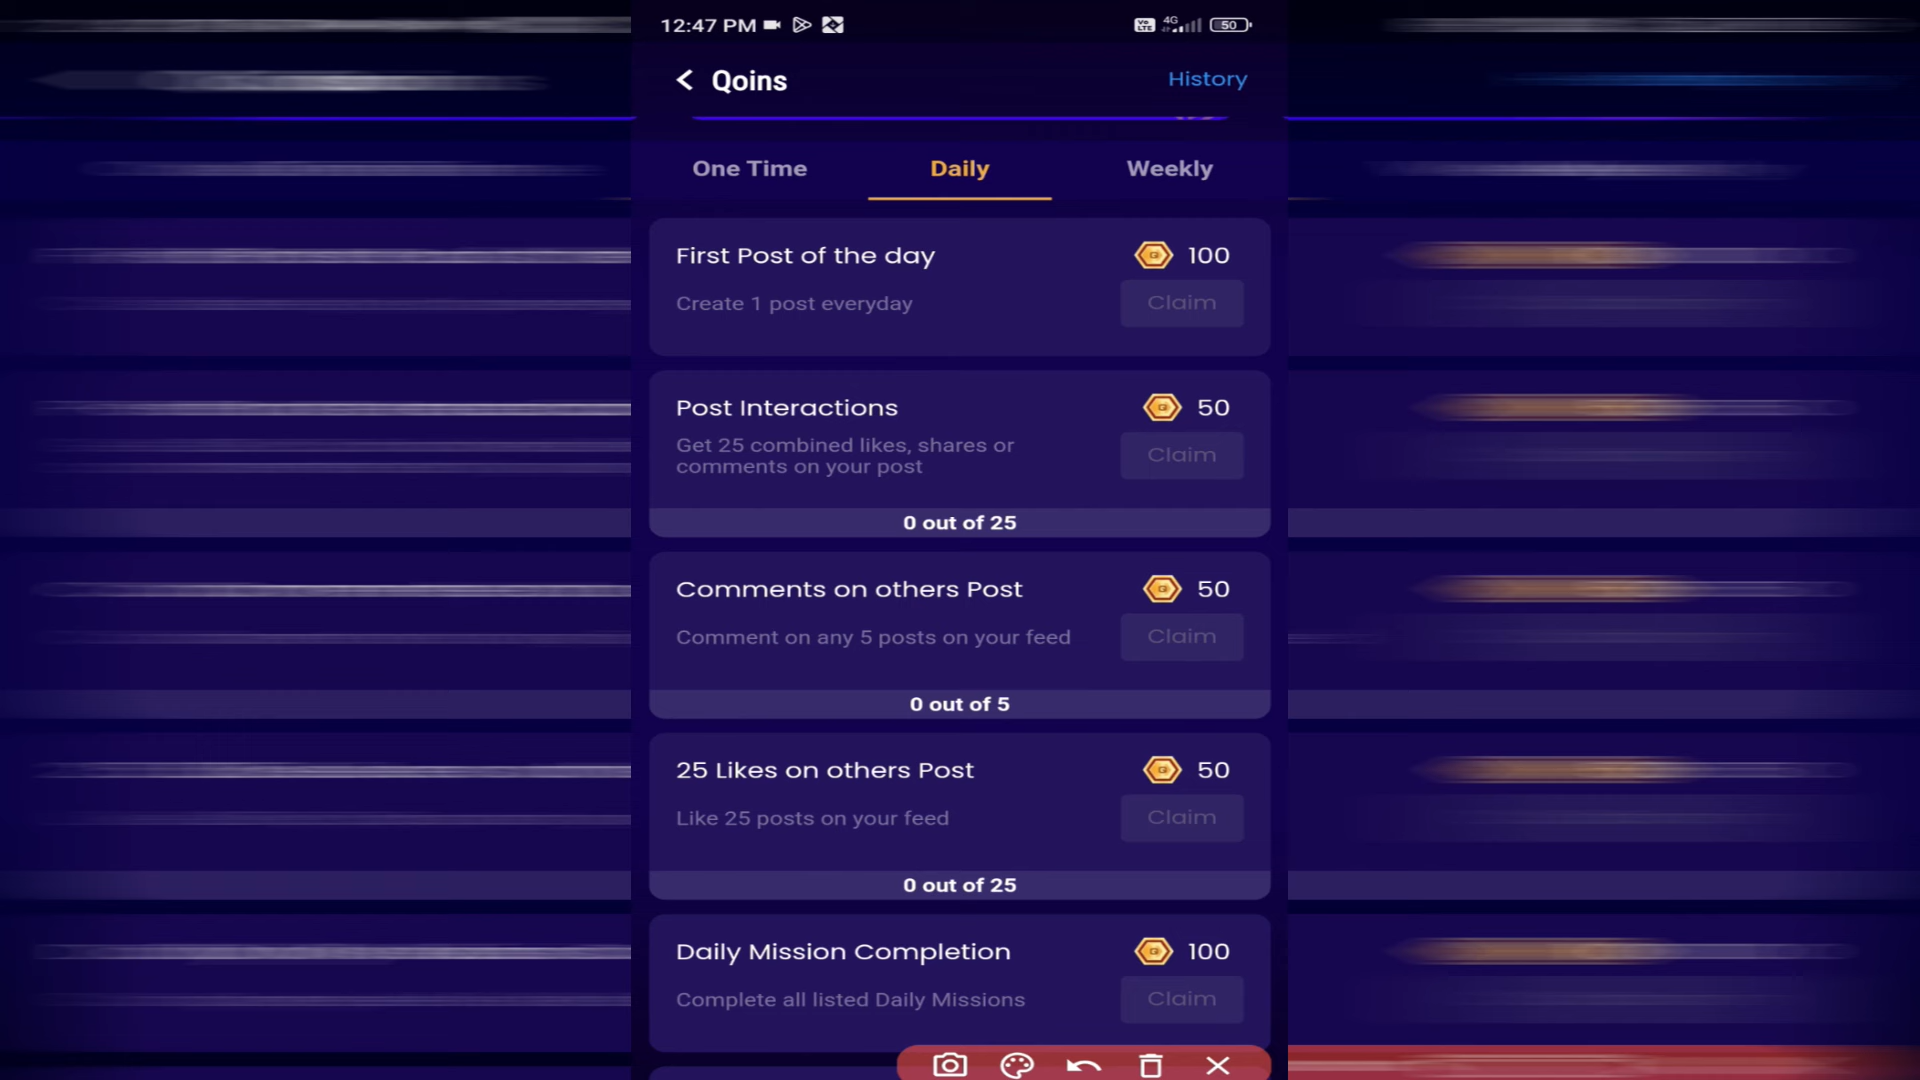 12:47 PM
Vo LTE 4G 50
Qoins
History
One Time Daily Weekly
First Post of the day
100
Create 1 post everyday
Claim
Post Interactions
50
Get 25 combined likes, shares or
comments on your post
Claim
0 out of 25
Comments on others Post
50
Comment on any 5 posts on your feed
Claim
0 out of 5
25 Likes on others Post
50
Like 25 posts on your feed
Claim
0 out of 25
Daily Mission Completion
100
Complete all listed Daily Missions
Claim